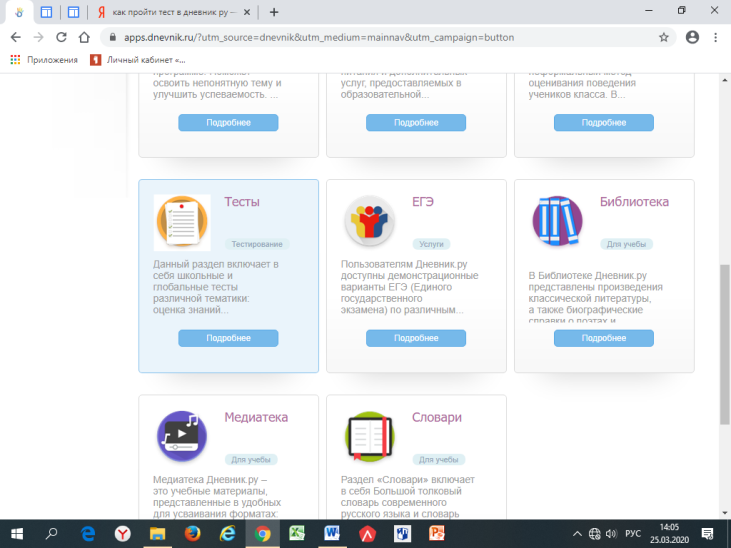 как пройти тест в дневник ру —
apps.dnevnik.ru/?utm_source=dnevnik&utm_medium=mainnav&utm_campaign=button
Приложения
Личный кабинет «...
освоить непонятную тему и
улучшить успеваемость. ...
Подробнее
услуг, предоставляемых в
образовательной...
Подробнее
оценивания поведения
учеников класса. В...
Подробнее
Тесты
Тестирование
Данный раздел включает в
себя школьные и
глобальные тесты
различной тематики:
оценка знаний...
Подробнее
ЕГЭ
Услуги
Пользователям Дневник.ру
доступны демонстрационные
варианты ЕГЭ (Единого
государственного
экзамена) по различным...
Подробнее
Библиотека
Для учебы
В Библиотеке Дневник.ру
представлены произведения
классической литературы,
а также биографические
справки о поэтах и
Подробнее
Медиатека
Для учебы
Медиатека Дневник.ру –
это учебные материалы,
представленные в удобных
для усваивания форматах:
Словари
Для учебы
Раздел «Словари» включает
в себя Большой толковый
словарь современного
русского языка и словарь
РУС
14:05
25.03.2020